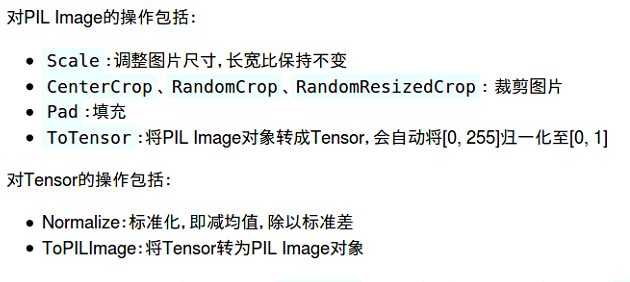 对PIL Image的操作包括：
Scale：调整图片尺寸，长宽比保持不变
CenterCrop、RandomCrop、RandomResizedCrop：裁剪图片
Pad：填充
ToTensor：将PIL Image对象转成Tensor，会自动将[0, 255]归一化至[0, 1]
对Tensor的操作包括：
Normalize：标准化，即减均值，除以标准差
ToPILImage：将Tensor转为PIL Image对象